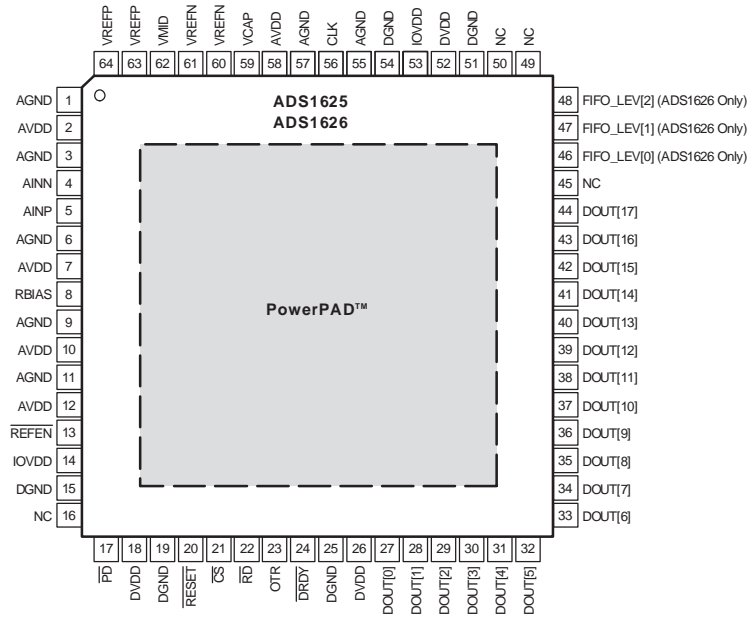 VREFP
VREFP
VMID
VREFN
VREFN
VCAP
AVDD
AGND
CLK
AGND
DGND
IOVDD
DVDD
DGND
NC
NC
64 63 62 61 60 59 58 57 56 55 54 53 52 51 50 49
ADS1625
ADS1626
PowerPAD™
AGND 1
AVDD 2
AGND 3
AINN 4
AINP 5
AGND 6
AVDD 7
RBIAS 8
AGND 9
AVDD 10
AGND 11
AVDD 12
REFEN 13
IOVDD 14
DGND 15
NC 16
48 FIFO_LEV[2] (ADS1626 Only)
47 FIFO_LEV[1] (ADS1626 Only)
46 FIFO_LEV[0] (ADS1626 Only)
45 NC
44 DOUT[17]
43 DOUT[16]
42 DOUT[15]
41 DOUT[14]
40 DOUT[13]
39 DOUT[12]
38 DOUT[11]
37 DOUT[10]
36 DOUT[9]
35 DOUT[8]
34 DOUT[7]
33 DOUT[6]
17 18 19 20 21 22 23 24 25 26 27 28 29 30 31 32
PD
DVDD
DGND
RESET
CS
RD
OTR
DRDY
DGND
DVDD
DOUT[0]
DOUT[1]
DOUT[2]
DOUT[3]
DOUT[4]
DOUT[5]